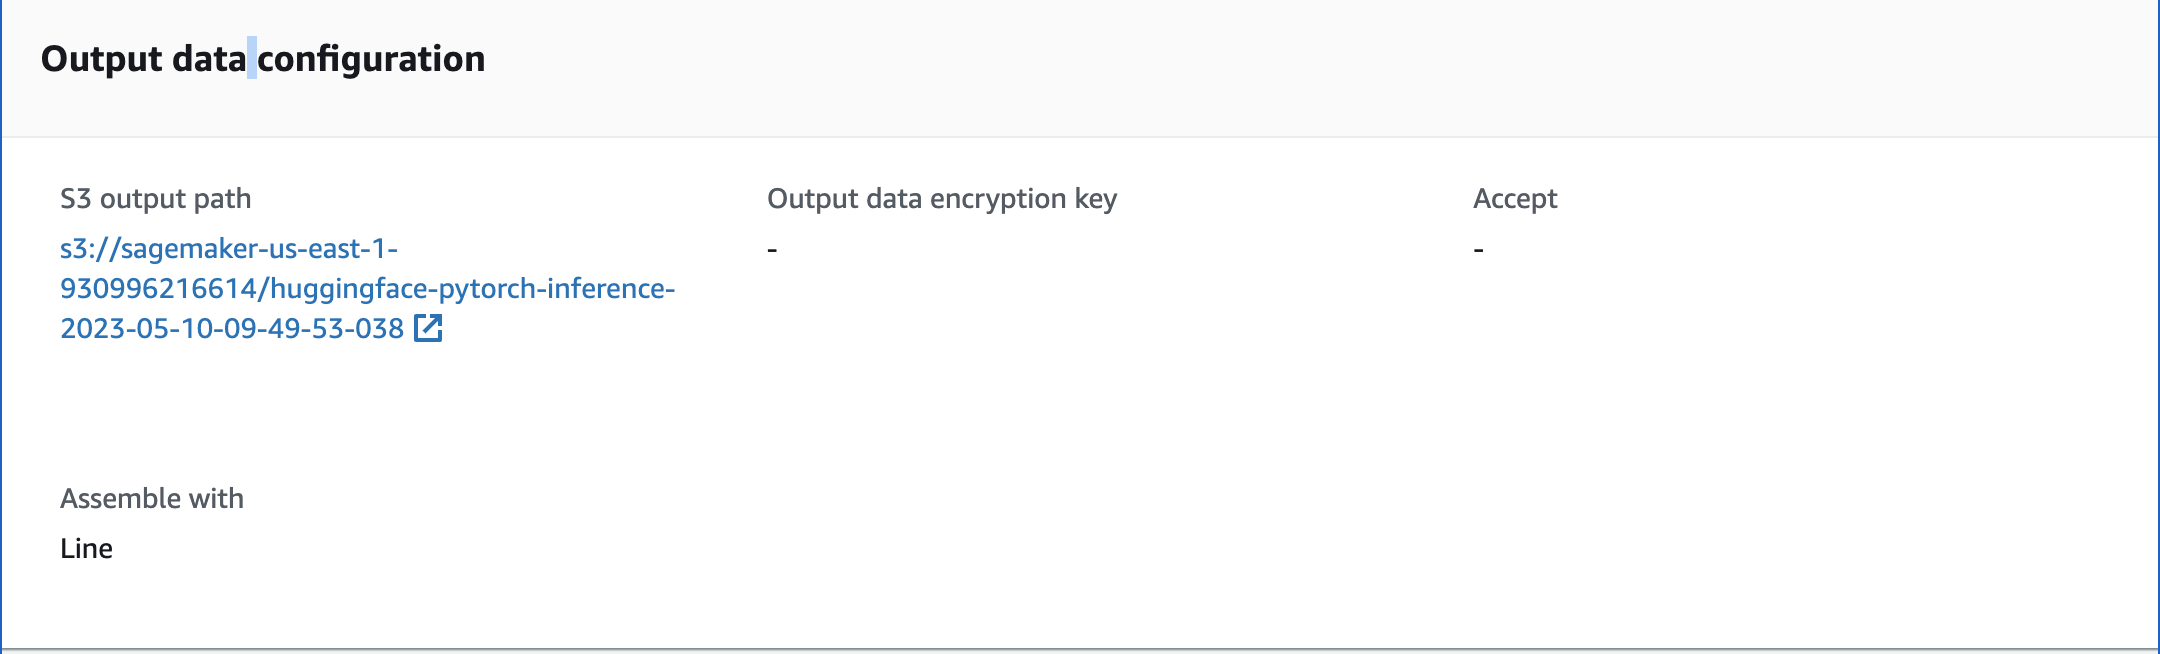 Output data configuration
S3 output path
s3://sagemaker-us-east-1-
930996216614/huggingface-pytorch-inference-
2023-05-10-09-49-53-038
Output data encryption key
-
Accept
-
Assemble with
Line